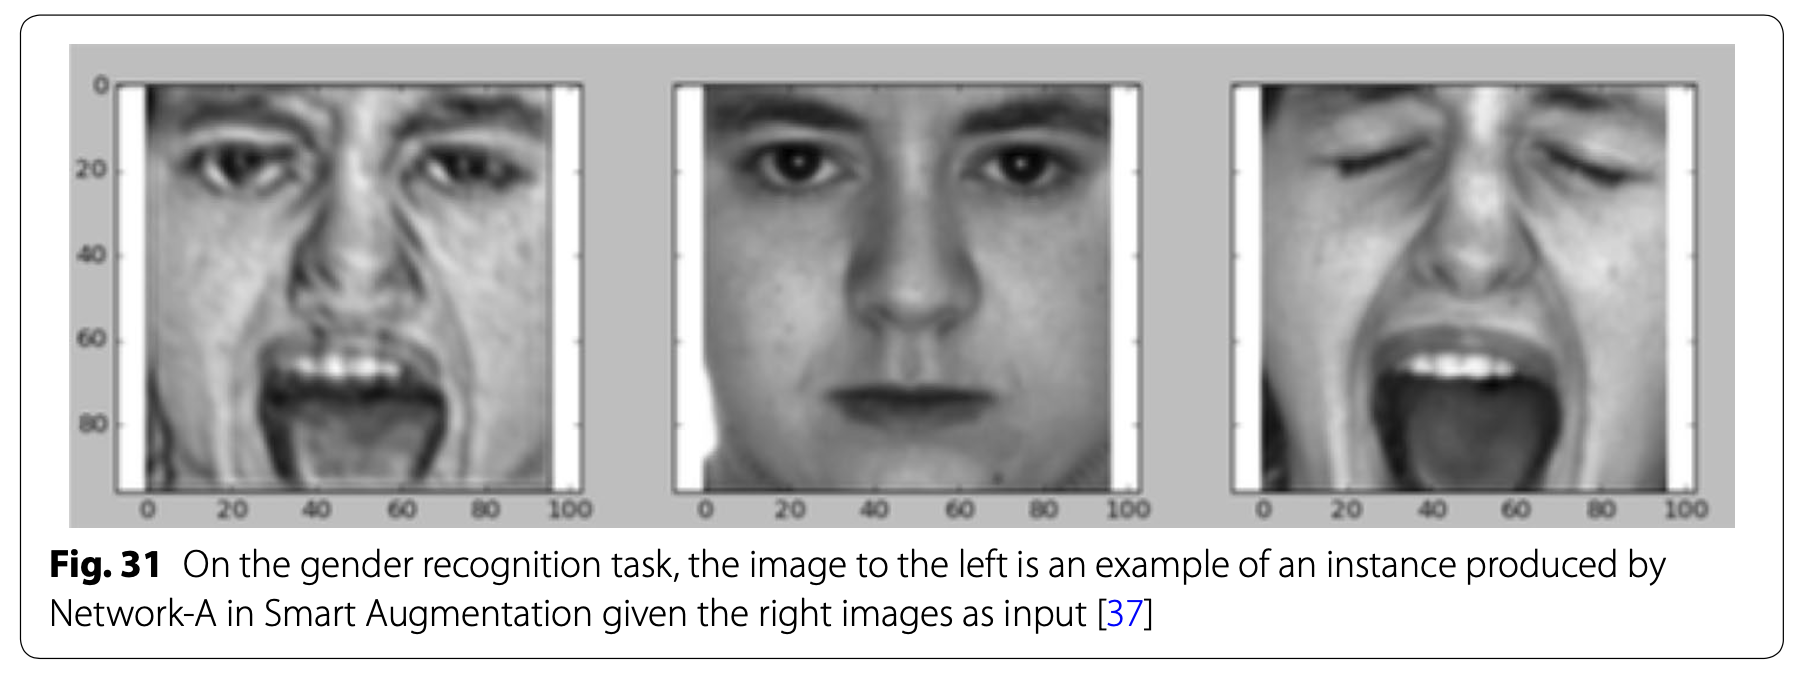 0
20
40
60
80
0 20 40 60 80 100 0 20 40 60 80 100 0 20 40 60 80 100
Fig. 31 On the gender recognition task, the image to the left is an example of an instance produced by
Network-A in Smart Augmentation given the right images as input [37]